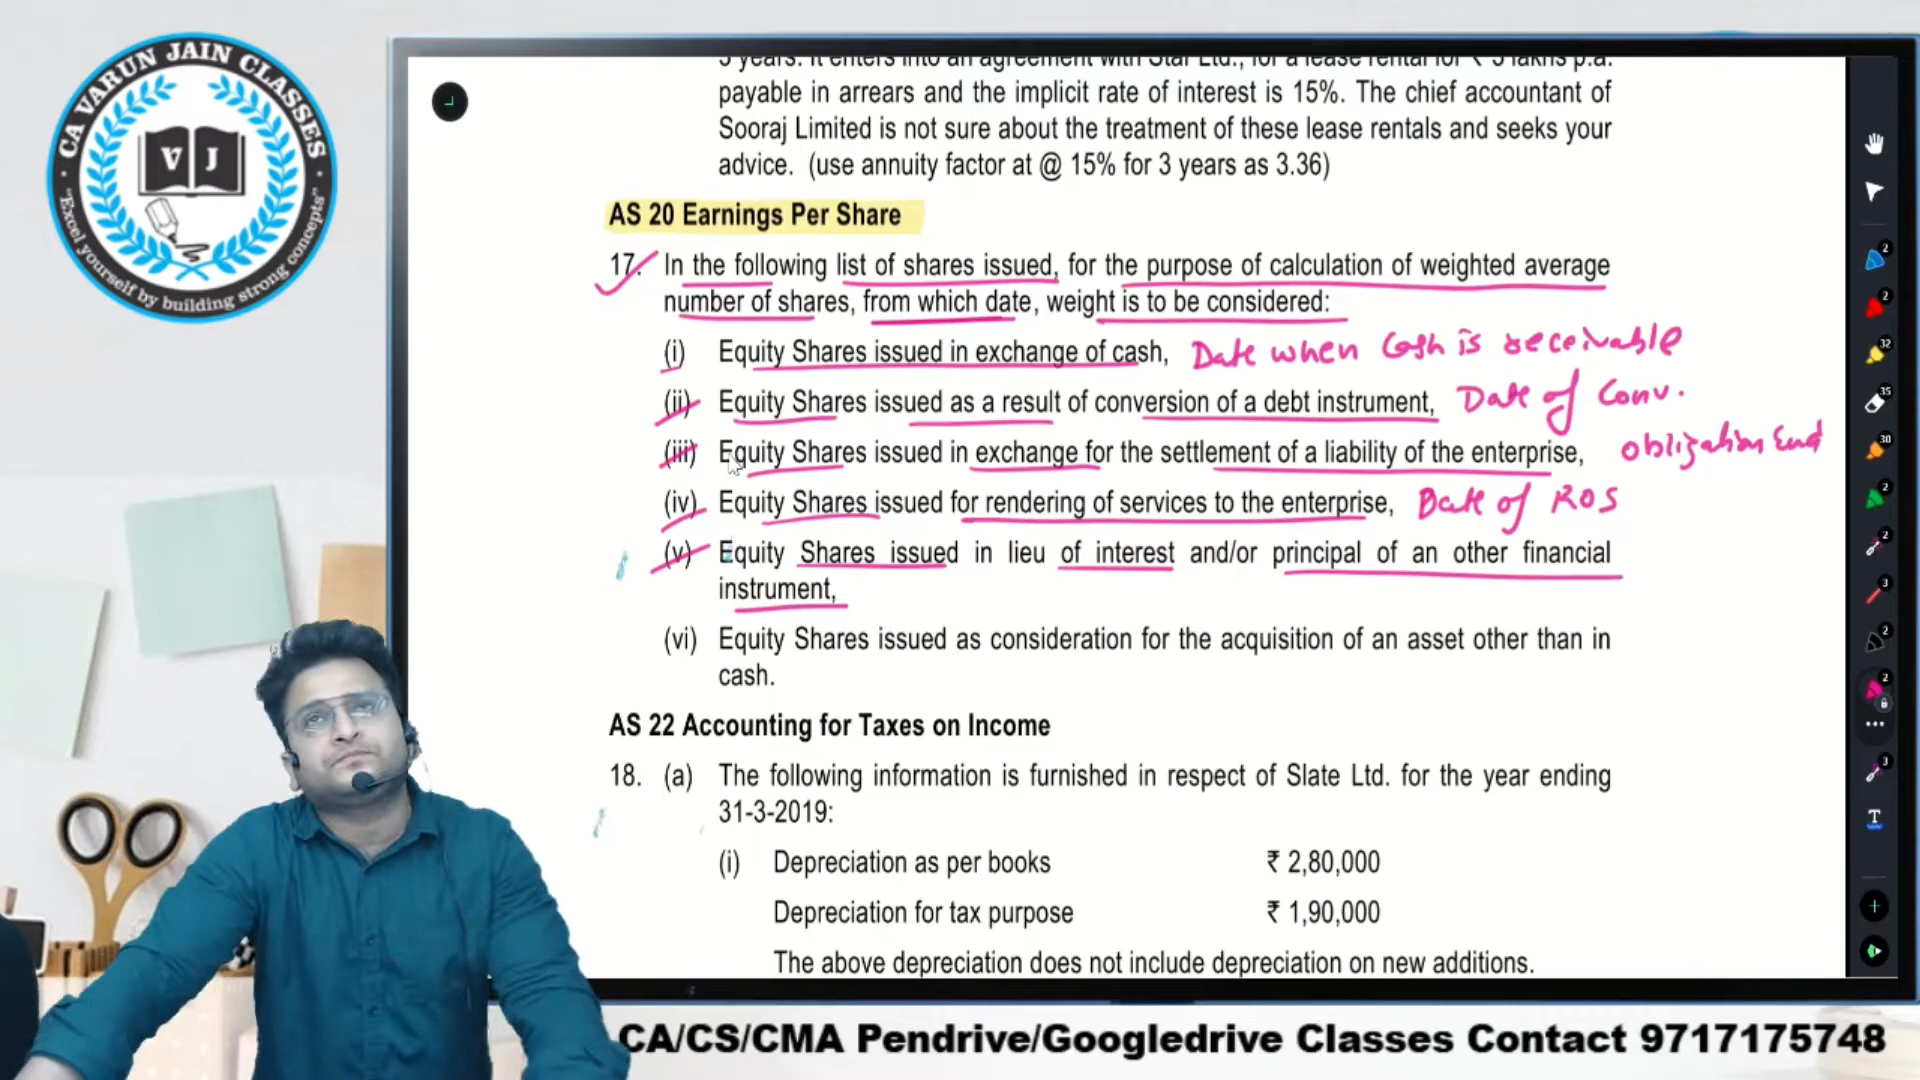 CA VARUN JAIN CLASSES
V J
"Excel yourself by building strong concepts"
payable in arrears and the implicit rate of interest is 15%. The chief accountant of
Sooraj Limited is not sure about the treatment of these lease rentals and seeks your
advice. (use annuity factor at @ 15% for 3 years as 3.36)
AS 20 Earnings Per Share
17. In the following list of shares issued, for the purpose of calculation of weighted average
number of shares, from which date, weight is to be considered:
(i) Equity Shares issued in exchange of cash, Date when Cash is receivable
(ii) Equity Shares issued as a result of conversion of a debt instrument, Date of Conv.
(iii) Equity Shares issued in exchange for the settlement of a liability of the enterprise, obligation End
(iv) Equity Shares issued for rendering of services to the enterprise, Date of ROS
(v) Equity Shares issued in lieu of interest and/or principal of an other financial
instrument,
(vi) Equity Shares issued as consideration for the acquisition of an asset other than in
cash.
AS 22 Accounting for Taxes on Income
18. (a) The following information is furnished in respect of Slate Ltd. for the year ending
31-3-2019:
(i) Depreciation as per books ₹ 2,80,000
Depreciation for tax purpose ₹ 1,90,000
The above depreciation does not include depreciation on new additions.
CA/CS/CMA Pendrive/Googledrive Classes Contact 9717175748